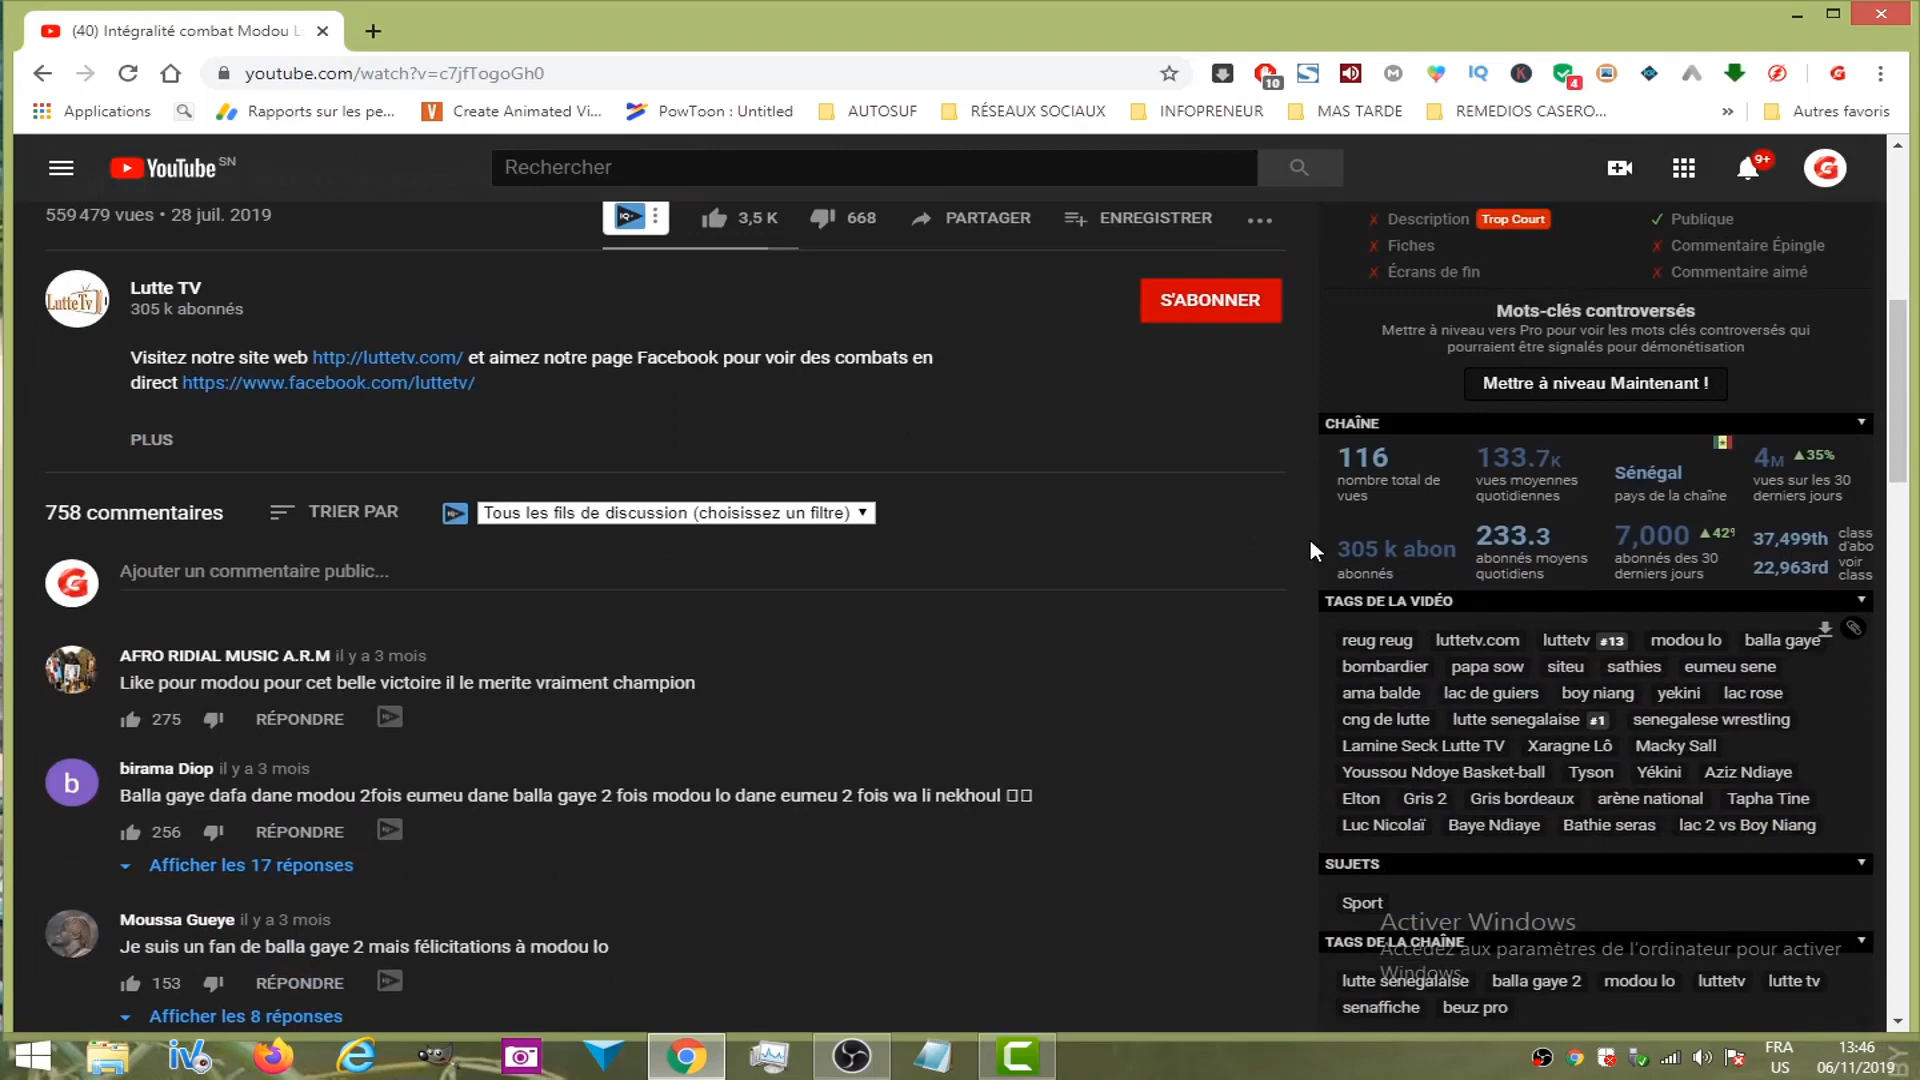 (40) Intégralité combat Modou L
youtube.com/watch?v=c7jfTogoGh0
10
IQ
4
Applications
Rapports sur les pe...
Create Animated Vi...
PowToon : Untitled
AUTOSUF
RÉSEAUX SOCIAUX
INFOPRENEUR
MAS TARDE
REMEDIOS CASERO...
»
Autres favoris
YouTube SN
Rechercher
9+
559 479 vues • 28 juil. 2019
3,5 K
668
PARTAGER
ENREGISTRER
Lutte TV
305 k abonnés
S'ABONNER
Visitez notre site web http://luttetv.com/ et aimez notre page Facebook pour voir des combats en
direct https://www.facebook.com/luttetv/
PLUS
758 commentaires
TRIER PAR
Tous les fils de discussion (choisissez un filtre)
Ajouter un commentaire public...
AFRO RIDIAL MUSIC A.R.M il y a 3 mois
Like pour modou pour cet belle victoire il le merite vraiment champion
275 RÉPONDRE
b
birama Diop il y a 3 mois
Balla gaye dafa dane modou 2fois eumeu dane balla gaye 2 fois modou lo dane eumeu 2 fois wa li nekhoul
256 RÉPONDRE
Afficher les 17 réponses
Moussa Gueye il y a 3 mois
Je suis un fan de balla gaye 2 mais félicitations à modou lo
153 RÉPONDRE
Afficher les 8 réponses
✗ Description Trop Court ✓ Publique
✗ Fiches ✗ Commentaire Épingle
✗ Écrans de fin ✗ Commentaire aimé
Mots-clés controversés
Mettre à niveau vers Pro pour voir les mots clés controversés qui
pourraient être signalés pour démonétisation
Mettre à niveau Maintenant !
CHAÎNE
116 nombre total de vues
133.7K vues moyennes quotidiennes
Sénégal pays de la chaîne
4M ▲35% vues sur les 30 derniers jours
305 k abon abonnés
233.3 abonnés moyens quotidiens
7,000 ▲42% abonnés des 30 derniers jours
37,499th class d'abo
22,963rd voir class
TAGS DE LA VIDÉO
reug reug luttetv.com luttetv #13 modou lo balla gaye
bombardier papa sow siteu sathies eumeu sene
ama balde lac de guiers boy niang yekini lac rose
cng de lutte lutte senegalaise #1 senegalese wrestling
Lamine Seck Lutte TV Xaragne Lô Macky Sall
Youssou Ndoye Basket-ball Tyson Yékini Aziz Ndiaye
Elton Gris 2 Gris bordeaux arène national Tapha Tine
Luc Nicolaï Baye Ndiaye Bathie seras lac 2 vs Boy Niang
SUJETS
Sport
Activer Windows
Accédez aux paramètres de l'ordinateur pour activer
Windows.
TAGS DE LA CHAÎNE
lutte senegalaise balla gaye 2 modou lo luttetv lutte tv
senaffiche beuz pro
FRA
US
13:46
06/11/2019